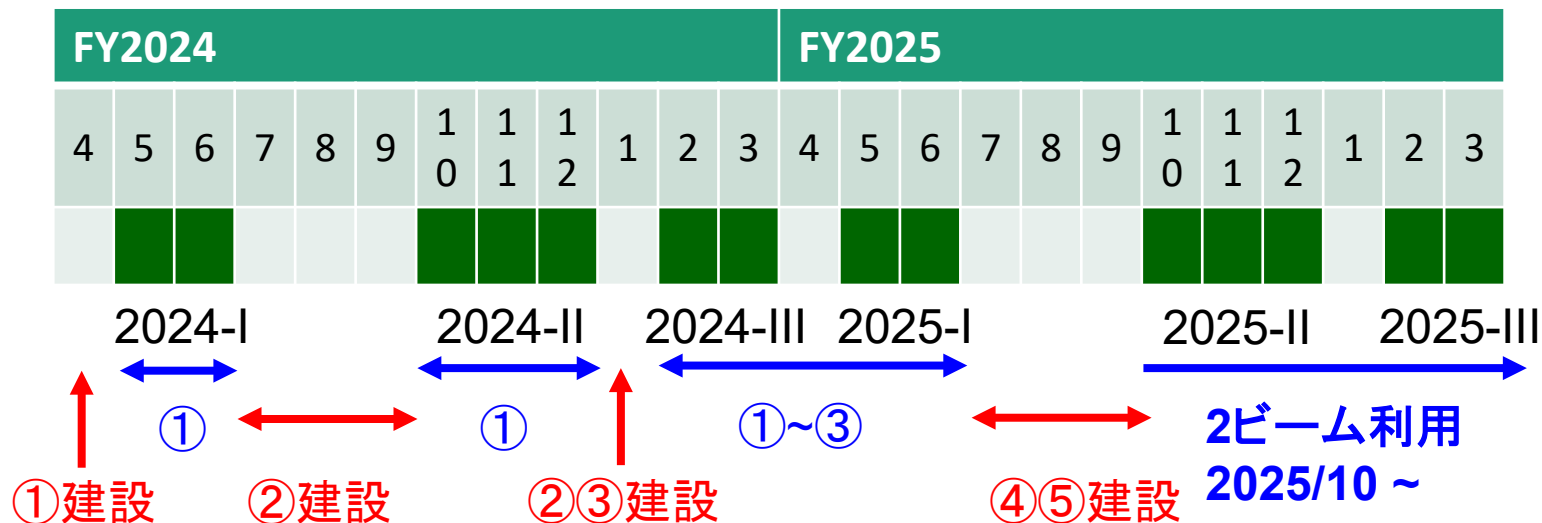 FY2024 FY2025
4 5 6 7 8 9 10 11 12 1 2 3 4 5 6 7 8 9 10 11 12 1 2 3
2024-I 2024-II 2024-III 2025-I 2025-II 2025-III
① ① ①~③ 2ビーム利用
2025/10 ~
①建設 ②建設 ②③建設 ④⑤建設